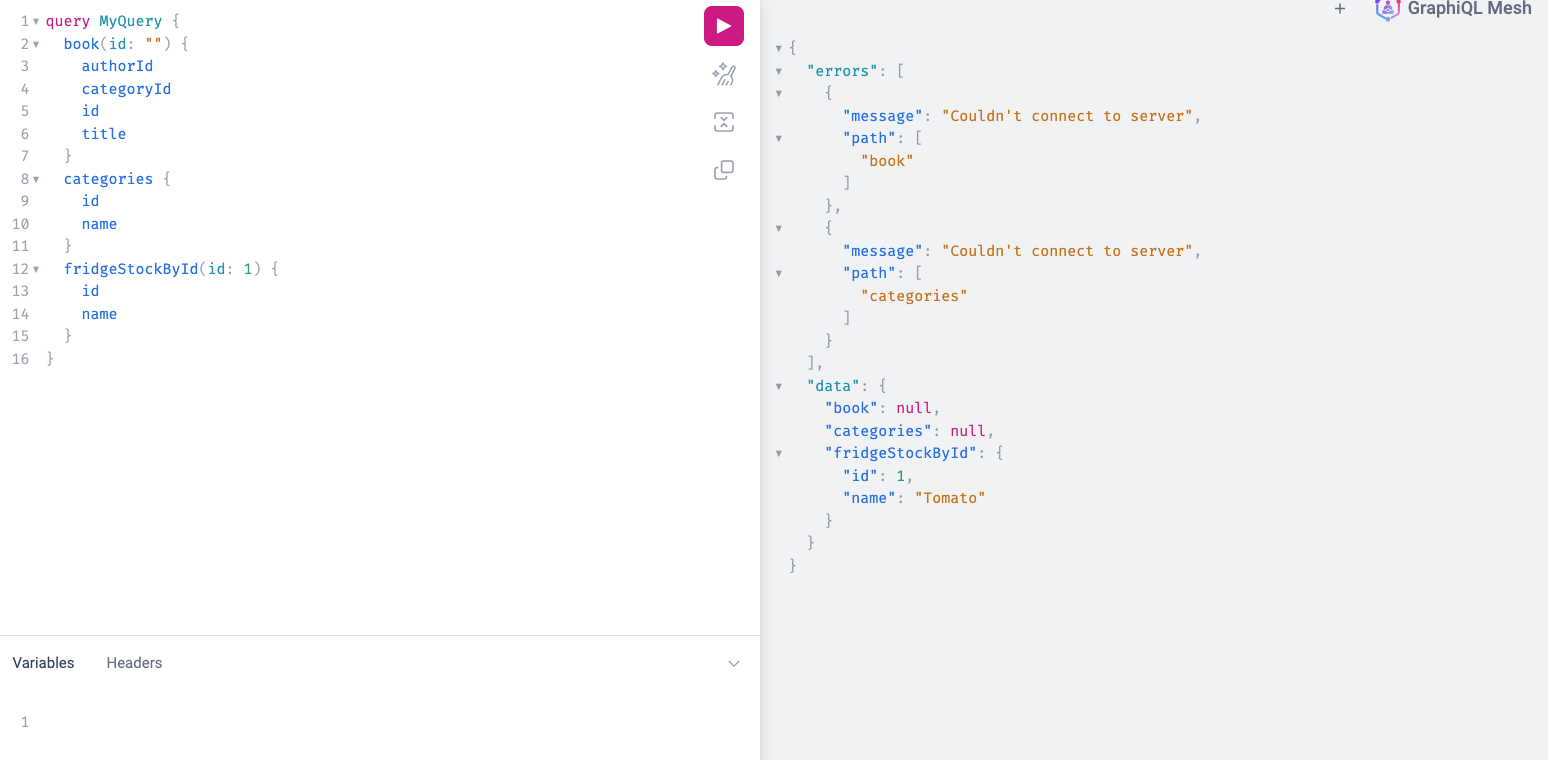 1 query MyQuery {
2   book(id: "") {
3     authorId
4     categoryId
5     id
6     title
7   }
8   categories {
9     id
10     name
11   }
12   fridgeStockById(id: 1) {
13     id
14     name
15   }
16 }
Variables Headers
1
+ GraphiQL Mesh
{
  "errors": [
    {
      "message": "Couldn't connect to server",
      "path": [
        "book"
      ]
    },
    {
      "message": "Couldn't connect to server",
      "path": [
        "categories"
      ]
    }
  ],
  "data": {
    "book": null,
    "categories": null,
    "fridgeStockById": {
      "id": 1,
      "name": "Tomato"
    }
  }
}